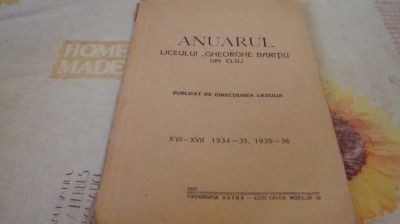 ANUARUL
LICEULUI „GHEORGHE BARIȚIU”
DIN CLUJ
PUBLICAT DE DIRECȚIUNEA LICEULUI
XVI—XVII 1934—35, 1935—36
TIPOGRAFIA ASTRA — CLUJ CALEA MOȚILOR
HOME
MADE